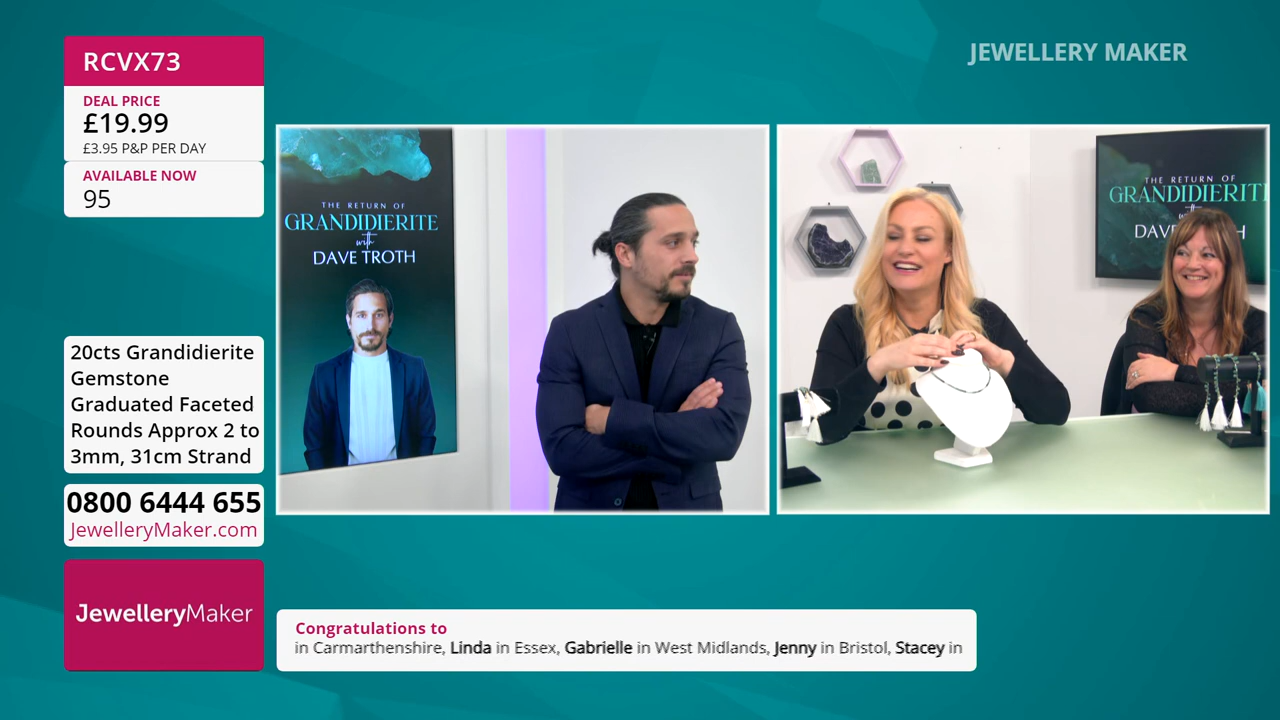 RCVX73
DEAL PRICE
£19.99
£3.95 P&P PER DAY
AVAILABLE NOW
95
20cts Grandidierite
Gemstone
Graduated Faceted
Rounds Approx 2 to
3mm, 31cm Strand
0800 6444 655
JewelleryMaker.com
JewelleryMaker
JEWELLERY MAKER
THE RETURN OF
GRANDIDIERITE
with
DAVE TROTH
THE RETURN OF
GRANDIDIERITE
with
Congratulations to
in Carmarthenshire, Linda in Essex, Gabrielle in West Midlands, Jenny in Bristol, Stacey in